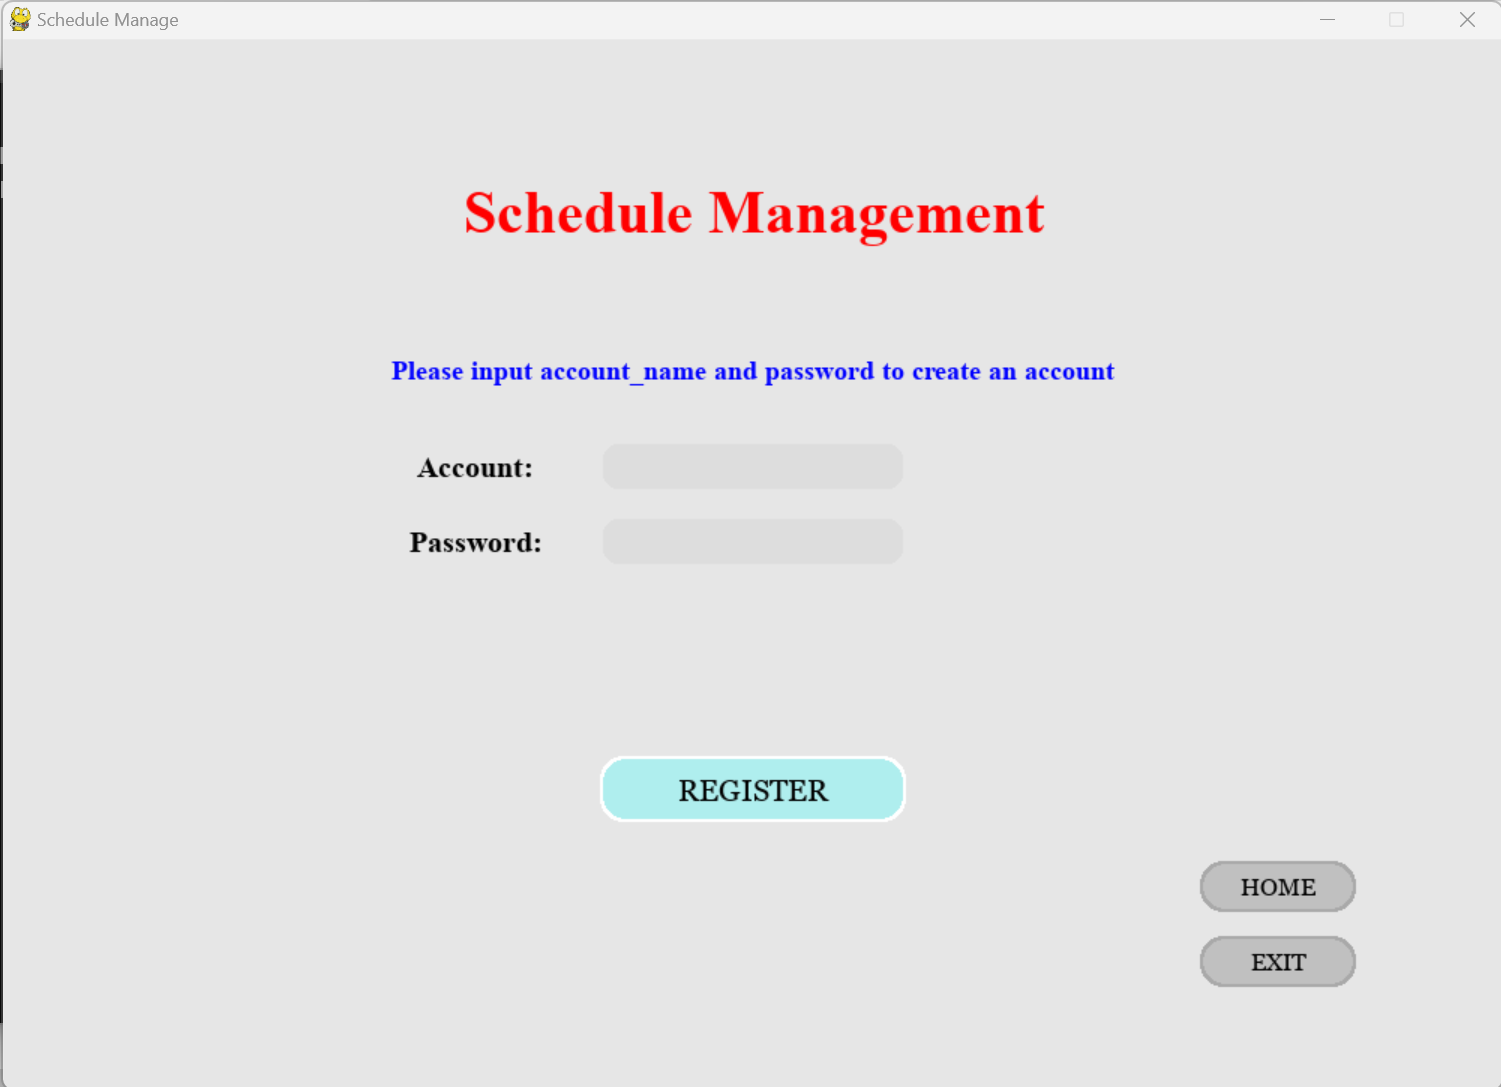 Schedule Manage
Schedule Management
Please input account_name and password to create an account
Account:
Password:
REGISTER
HOME
EXIT